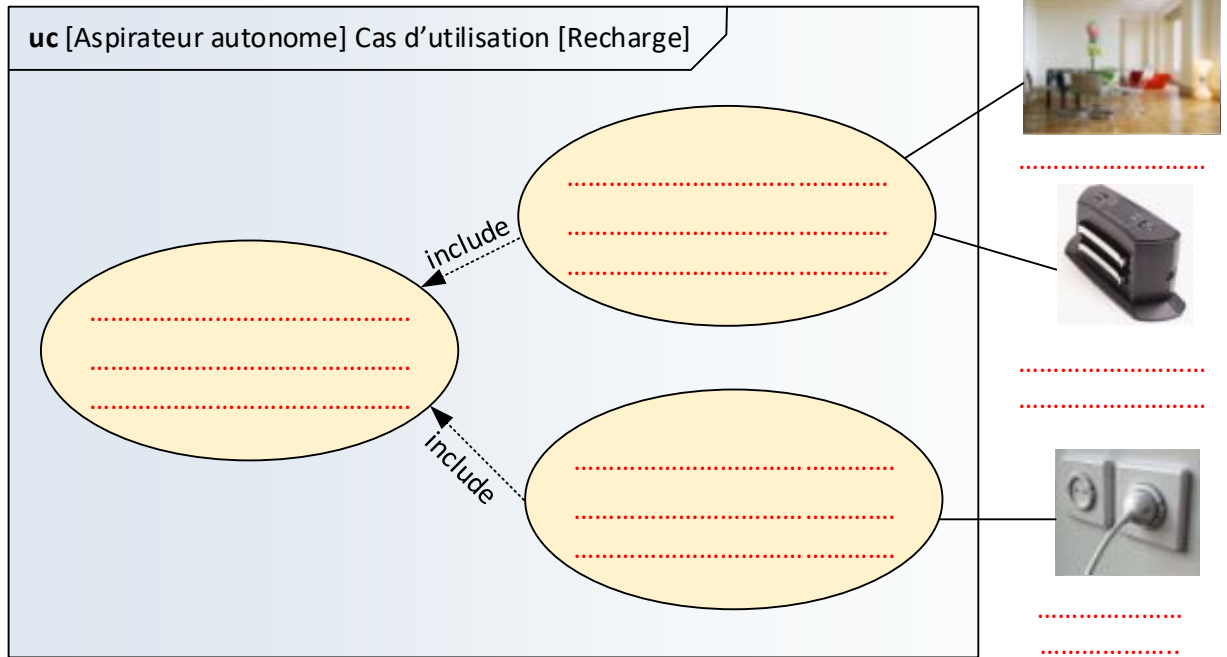 uc [Aspirateur autonome] Cas d’utilisation [Recharge]
include
include